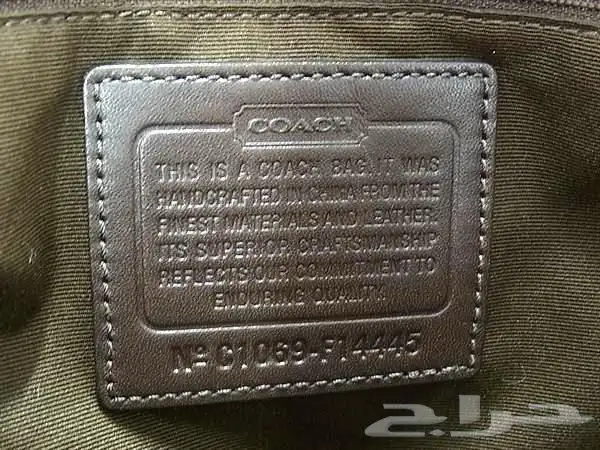 COACH
THIS IS A COACH BAG. IT WAS
HANDCRAFTED IN CHINA FROM THE
FINEST MATERIALS AND LEATHER.
ITS SUPERIOR CRAFTSMANSHIP
REFLECTS OUR COMMITMENT TO
ENDURING QUALITY.
Nº C1069-F14445
حراج